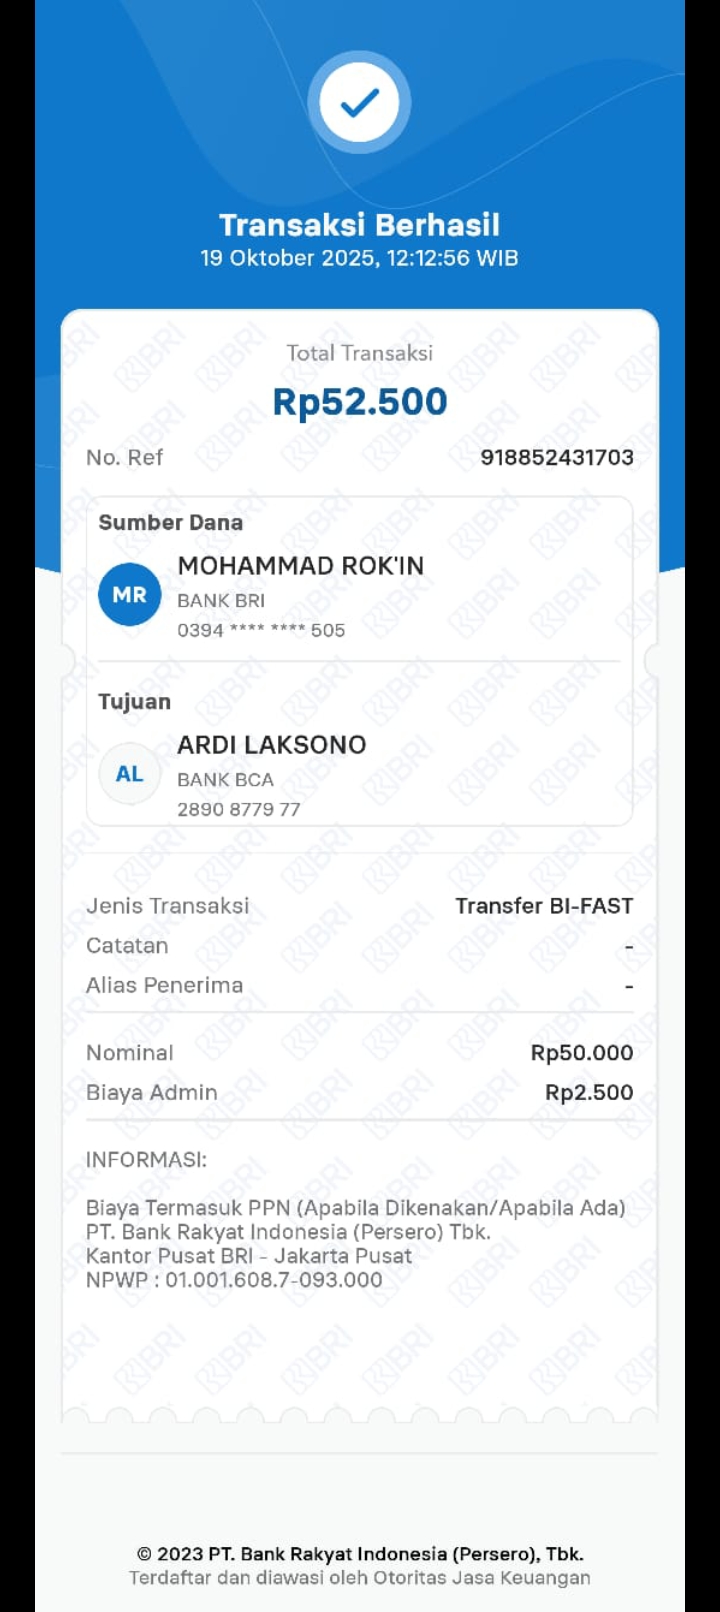 Transaksi Berhasil
19 Oktober 2025, 12:12:56 WIB
Total Transaksi
Rp52.500
No. Ref 918852431703
Sumber Dana
MR
MOHAMMAD ROK'IN
BANK BRI
0394 **** **** 505
Tujuan
AL
ARDI LAKSONO
BANK BCA
2890 8779 77
Jenis Transaksi Transfer BI-FAST
Catatan -
Alias Penerima -
Nominal Rp50.000
Biaya Admin Rp2.500
INFORMASI:
Biaya Termasuk PPN (Apabila Dikenakan/Apabila Ada)
PT. Bank Rakyat Indonesia (Persero) Tbk.
Kantor Pusat BRI - Jakarta Pusat
NPWP : 01.001.608.7-093.000
© 2023 PT. Bank Rakyat Indonesia (Persero), Tbk.
Terdaftar dan diawasi oleh Otoritas Jasa Keuangan